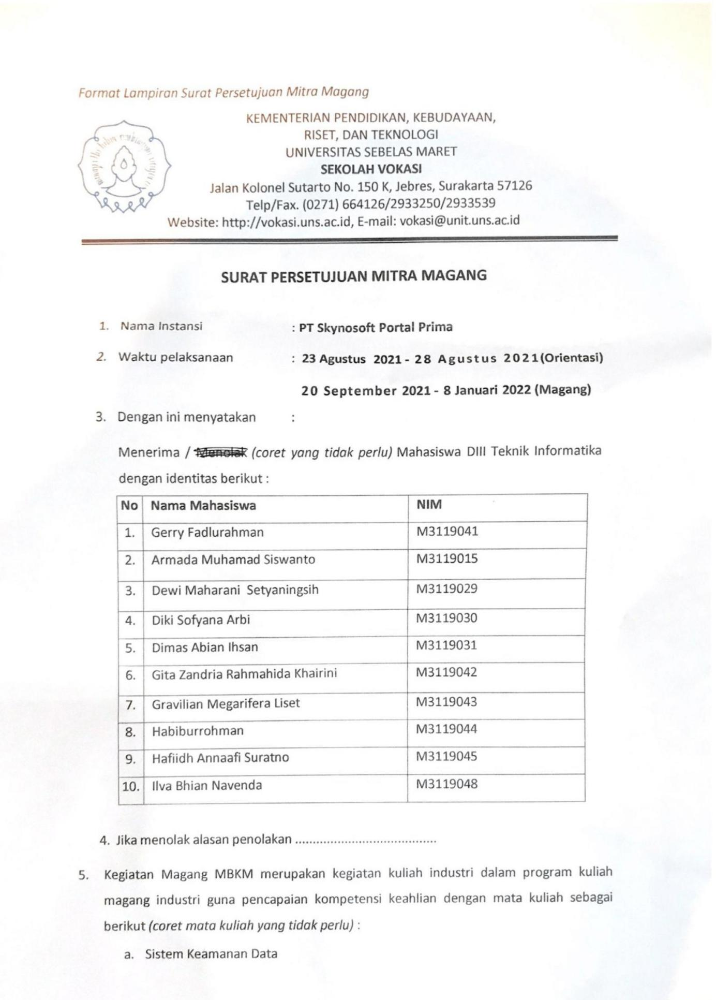 Format Lampiran Surat Persetujuan Mitra Magang
KEMENTERIAN PENDIDIKAN, KEBUDAYAAN,
RISET, DAN TEKNOLOGI
UNIVERSITAS SEBELAS MARET
SEKOLAH VOKASI
Jalan Kolonel Sutarto No. 150 K, Jebres, Surakarta 57126
Telp/Fax. (0271) 664126/2933250/2933539
Website: http://vokasi.uns.ac.id, E-mail: vokasi@unit.uns.ac.id
SURAT PERSETUJUAN MITRA MAGANG
1. Nama Instansi : PT Skynosoft Portal Prima
2. Waktu pelaksanaan : 23 Agustus 2021 - 28 Agustus 2021(Orientasi)
20 September 2021 - 8 Januari 2022 (Magang)
3. Dengan ini menyatakan :
Menerima / Menolak (coret yang tidak perlu) Mahasiswa DIII Teknik Informatika
dengan identitas berikut :
No Nama Mahasiswa NIM
1. Gerry Fadlurahman M3119041
2. Armada Muhamad Siswanto M3119015
3. Dewi Maharani Setyaningsih M3119029
4. Diki Sofyana Arbi M3119030
5. Dimas Abian Ihsan M3119031
6. Gita Zandria Rahmahida Khairini M3119042
7. Gravilian Megarifera Liset M3119043
8. Habiburrohman M3119044
9. Hafiidh Annaafi Suratno M3119045
10. Ilva Bhian Navenda M3119048
4. Jika menolak alasan penolakan ........................................
5. Kegiatan Magang MBKM merupakan kegiatan kuliah industri dalam program kuliah
magang industri guna pencapaian kompetensi keahlian dengan mata kuliah sebagai
berikut (coret mata kuliah yang tidak perlu) :
a. Sistem Keamanan Data